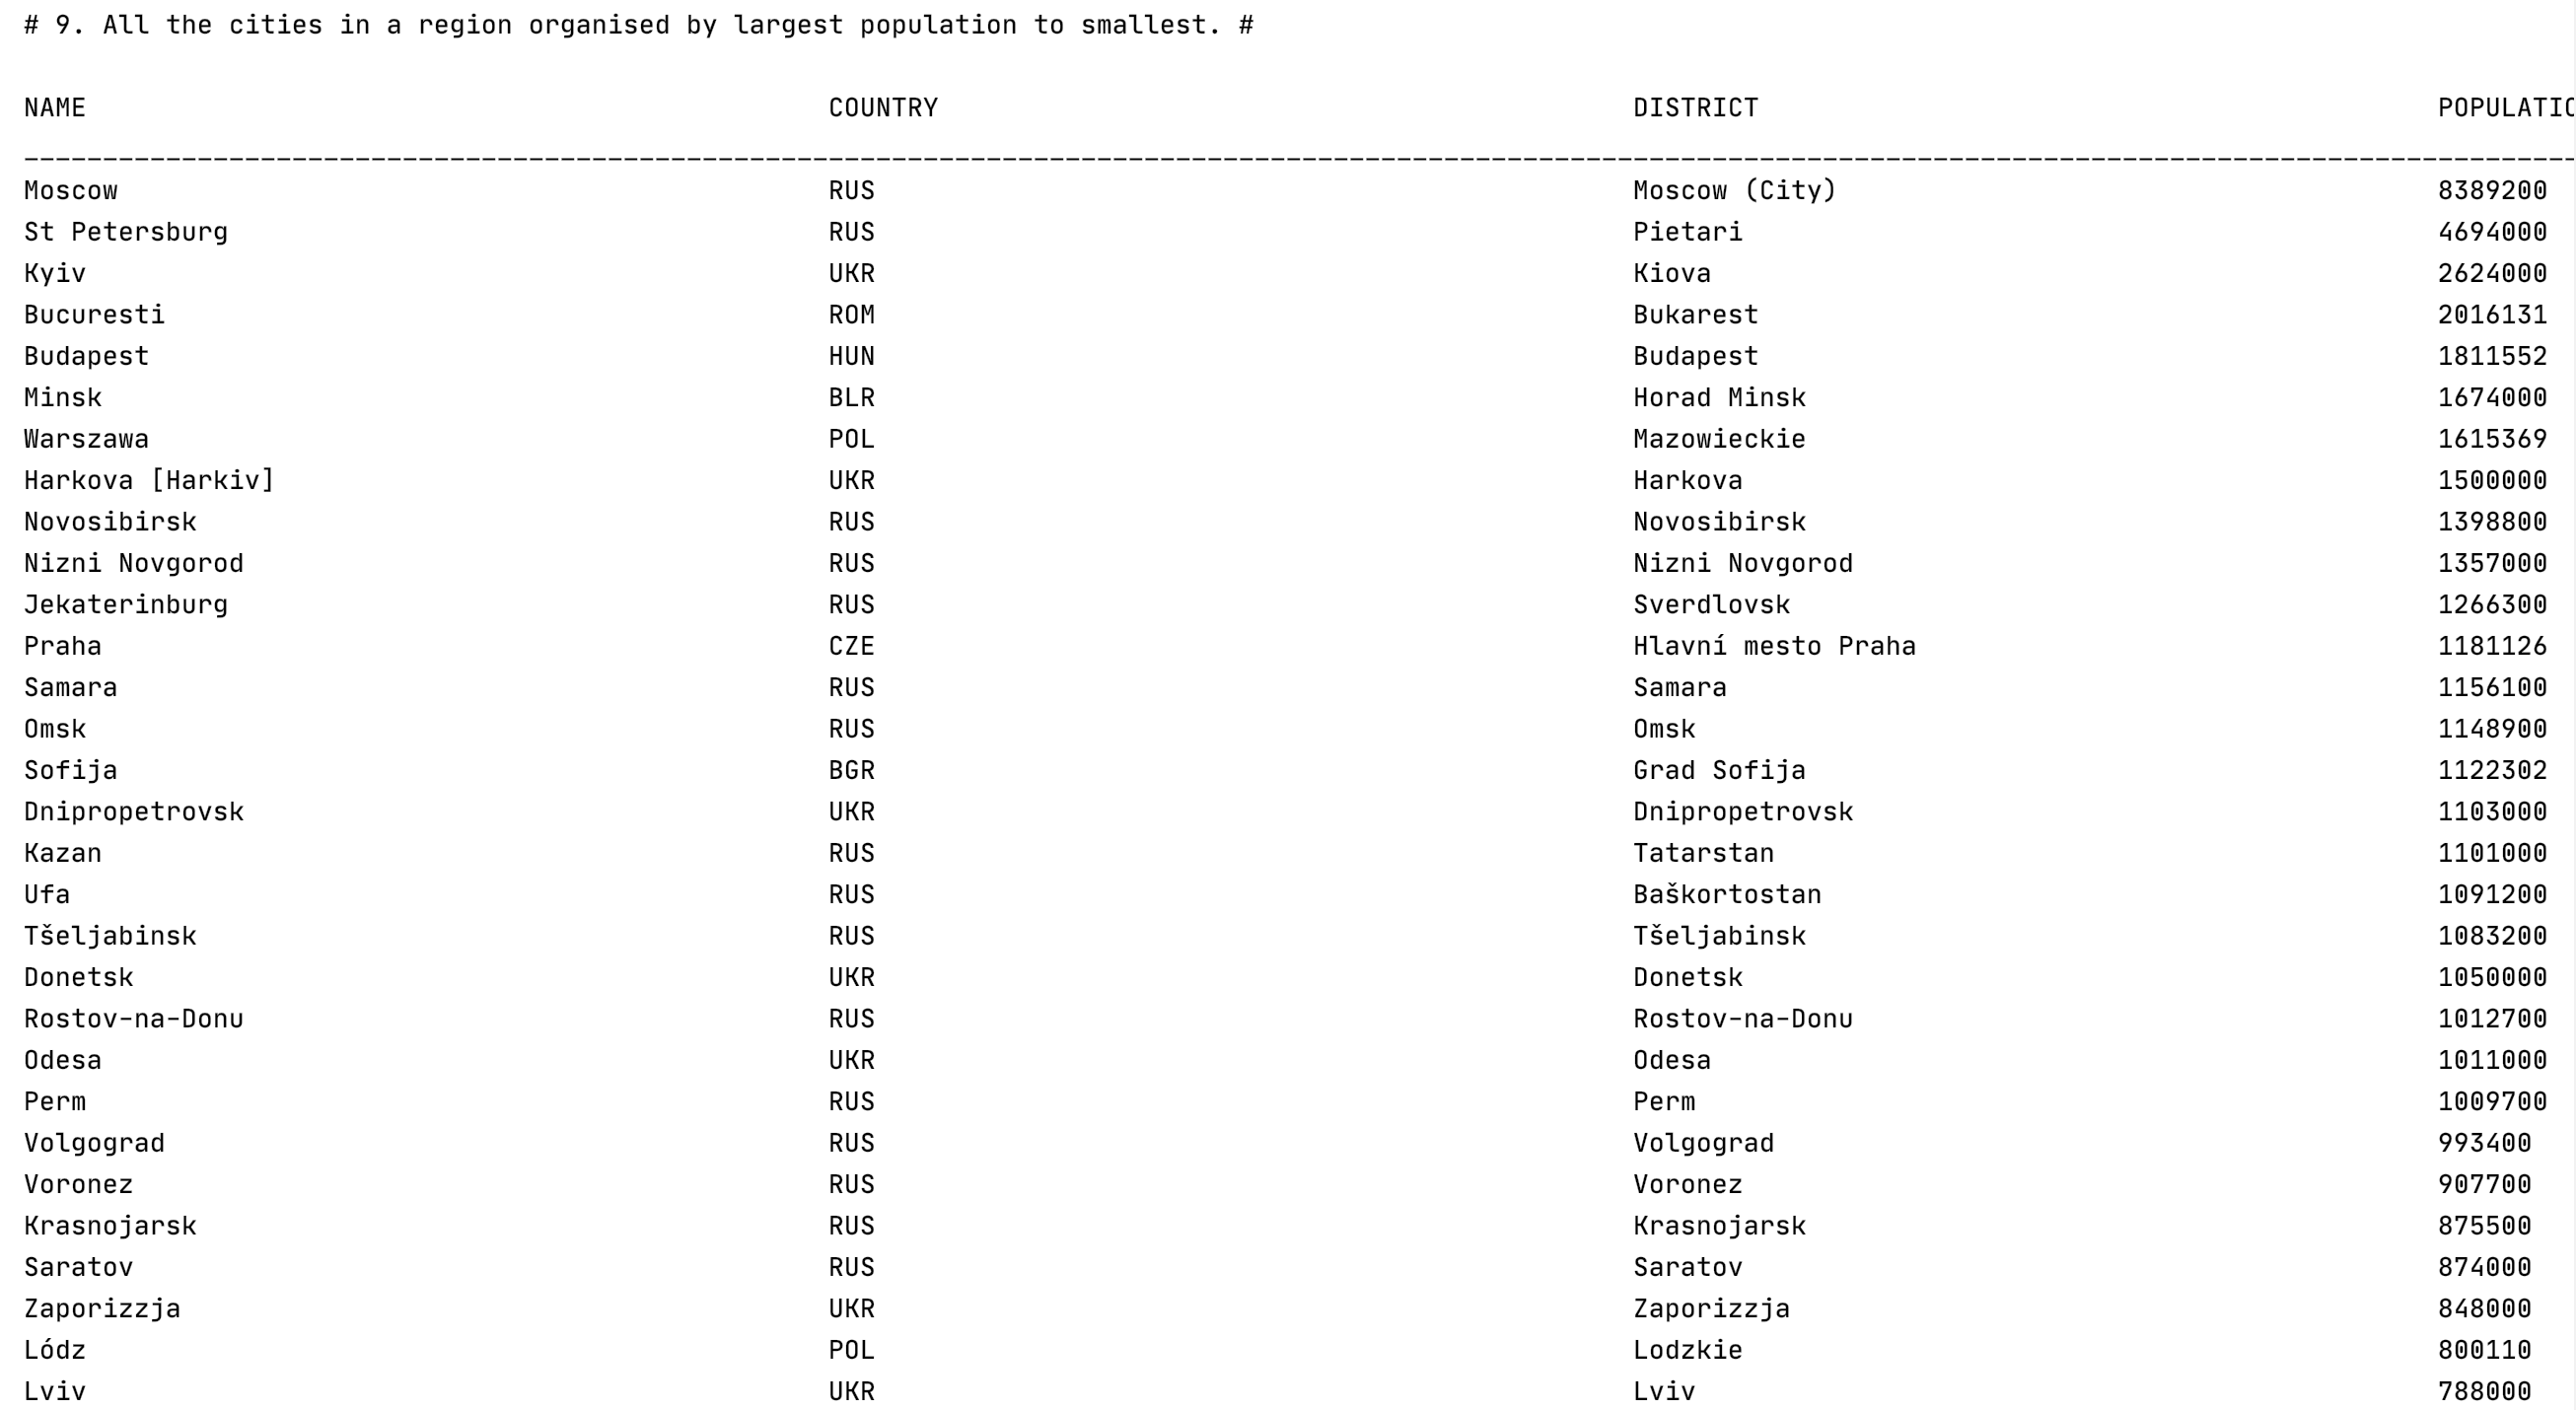 # 9. All the cities in a region organised by largest population to smallest. #
NAME COUNTRY DISTRICT POPULATIO
Moscow RUS Moscow (City) 8389200
St Petersburg RUS Pietari 4694000
Kyiv UKR Kiova 2624000
Bucuresti ROM Bukarest 2016131
Budapest HUN Budapest 1811552
Minsk BLR Horad Minsk 1674000
Warszawa POL Mazowieckie 1615369
Harkova [Harkiv] UKR Harkova 1500000
Novosibirsk RUS Novosibirsk 1398800
Nizni Novgorod RUS Nizni Novgorod 1357000
Jekaterinburg RUS Sverdlovsk 1266300
Praha CZE Hlavní mesto Praha 1181126
Samara RUS Samara 1156100
Omsk RUS Omsk 1148900
Sofija BGR Grad Sofija 1122302
Dnipropetrovsk UKR Dnipropetrovsk 1103000
Kazan RUS Tatarstan 1101000
Ufa RUS Baškortostan 1091200
Tšeljabinsk RUS Tšeljabinsk 1083200
Donetsk UKR Donetsk 1050000
Rostov-na-Donu RUS Rostov-na-Donu 1012700
Odesa UKR Odesa 1011000
Perm RUS Perm 1009700
Volgograd RUS Volgograd 993400
Voronez RUS Voronez 907700
Krasnojarsk RUS Krasnojarsk 875500
Saratov RUS Saratov 874000
Zaporizzja UKR Zaporizzja 848000
Lódz POL Lodzkie 800110
Lviv UKR Lviv 788000